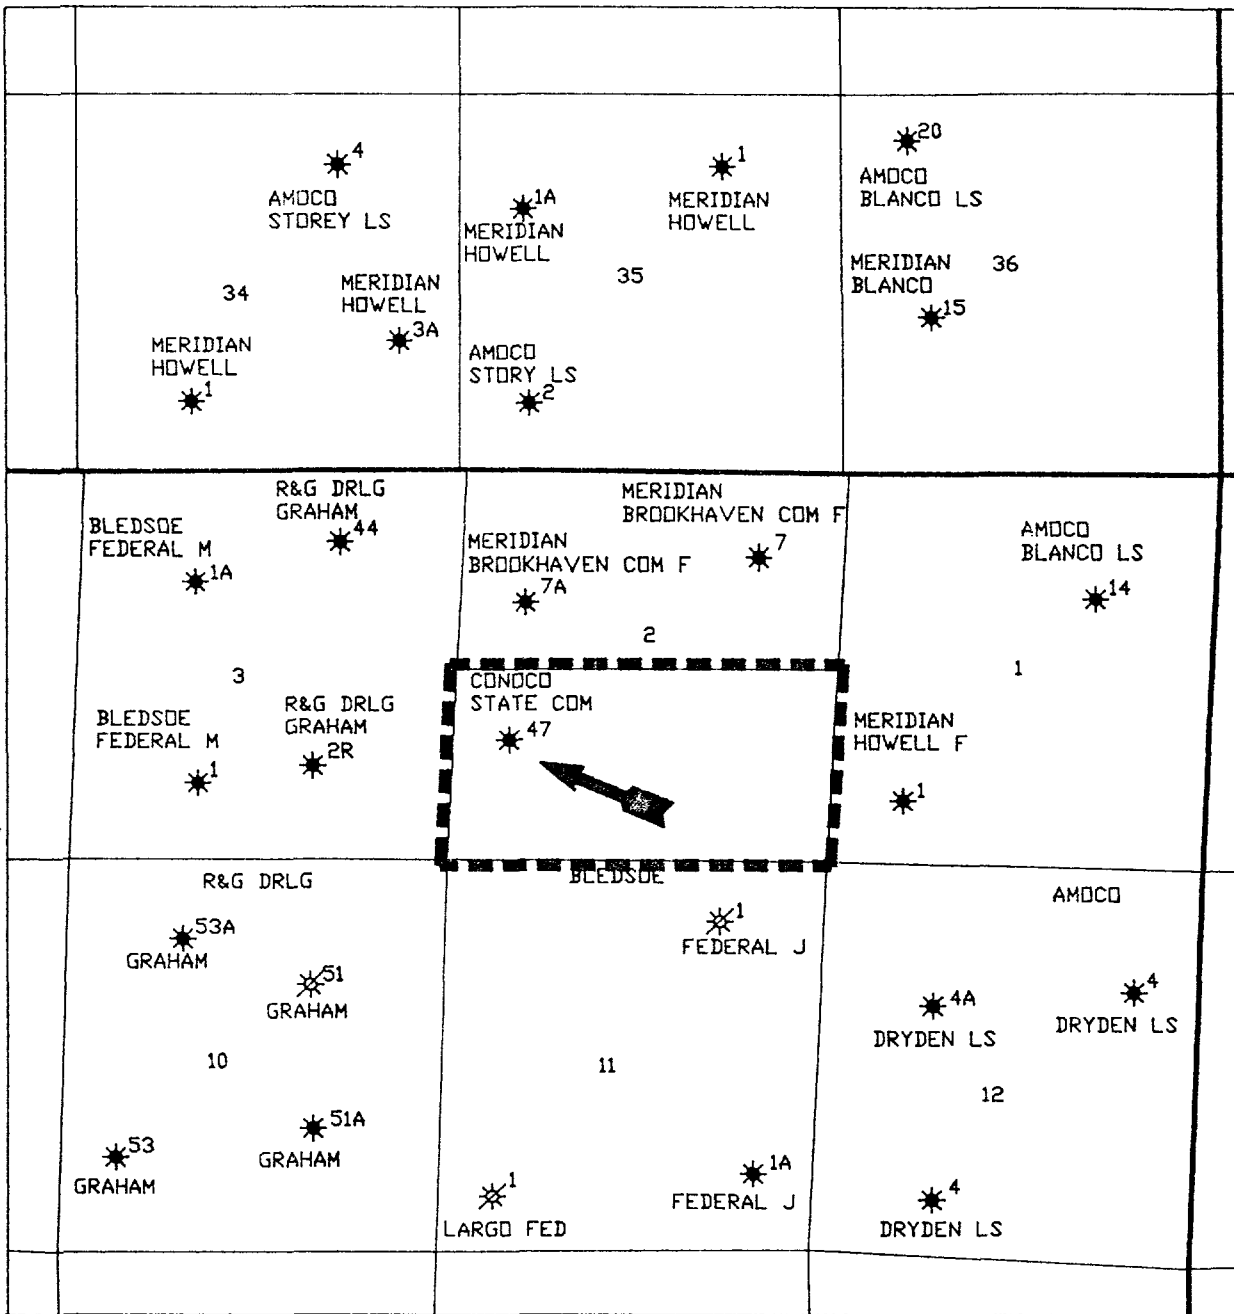 4
AMOCO
STOREY LS
1A
MERIDIAN
HOWELL
1
MERIDIAN
HOWELL
20
AMOCO
BLANCO LS
34
MERIDIAN
HOWELL
3A
MERIDIAN
HOWELL
1
35
AMOCO
STORY LS
2
MERIDIAN
BLANCO
15
36
BLEDSOE
FEDERAL M
1A
R&G DRLG
GRAHAM
44
MERIDIAN
BROOKHAVEN COM F
7A
MERIDIAN
BROOKHAVEN COM F
7
AMOCO
BLANCO LS
14
3
2
1
BLEDSOE
FEDERAL M
1
R&G DRLG
GRAHAM
2R
CONOCO
STATE COM
47
MERIDIAN
HOWELL F
1
R&G DRLG
BLEDSOE
AMOCO
53A
GRAHAM
51
GRAHAM
1
FEDERAL J
4A
DRYDEN LS
4
DRYDEN LS
10
11
12
53
GRAHAM
51A
GRAHAM
1
LARGO FED
1A
FEDERAL J
4
DRYDEN LS